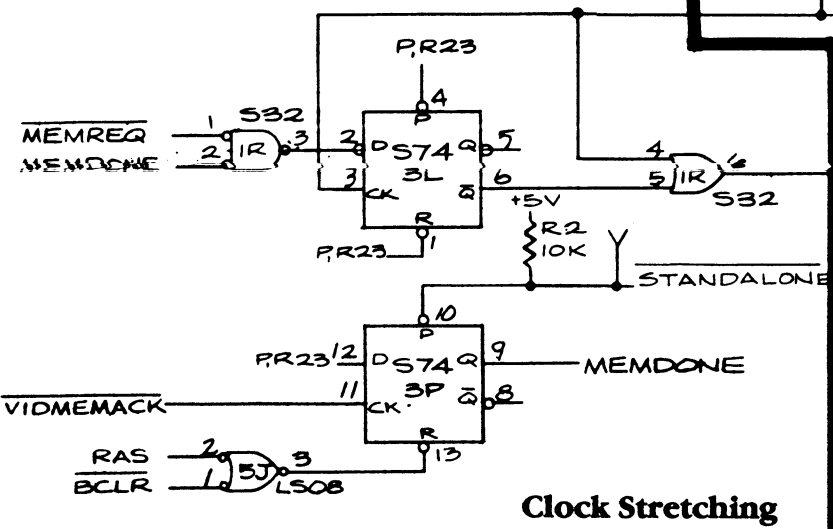 P,R23
4
P
S32
MEMREQ
1
MEMDONE
2
1R
3
2
D
S74
Q
5
3L
3
CK
Q
6
R
P,R23
1
4
5
1R
6
S32
+5V
R2
10K
STANDALONE
10
P
P,R23
12
D
S74
Q
9
MEMDONE
3P
VIDMEMACK
11
CK
Q
8
R
13
RAS
2
5J
3
BCLR
1
LS08
Clock Stretching